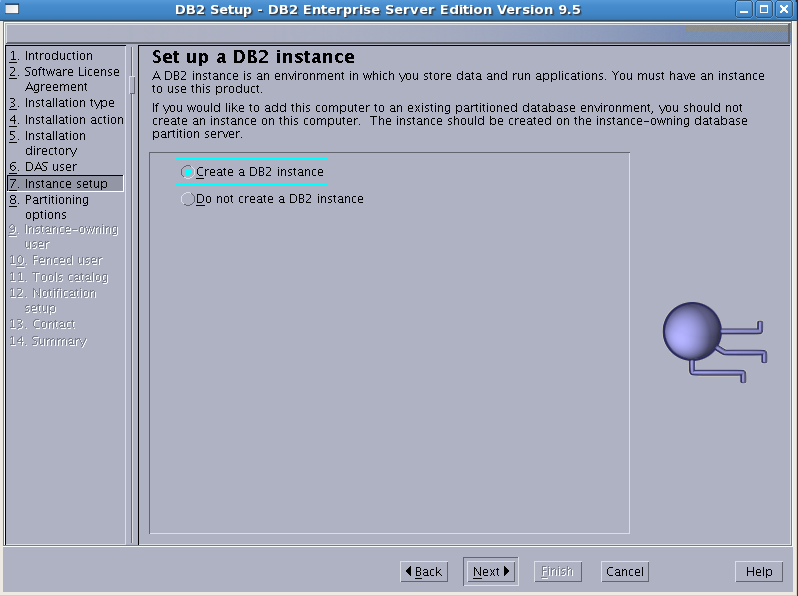 DB2 Setup - DB2 Enterprise Server Edition Version 9.5
1. Introduction
2. Software License
Agreement
3. Installation type
4. Installation action
5. Installation
directory
6. DAS user
7. Instance setup
8. Partitioning
options
9. Instance-owning
user
10. Fenced user
11. Tools catalog
12. Notification
setup
13. Contact
14. Summary
Set up a DB2 instance
A DB2 instance is an environment in which you store data and run applications. You must have an instance
to use this product.
If you would like to add this computer to an existing partitioned database environment, you should not
create an instance on this computer.  The instance should be created on the instance-owning database
partition server.
Create a DB2 instance
Do not create a DB2 instance
Back
Next
Finish
Cancel
Help